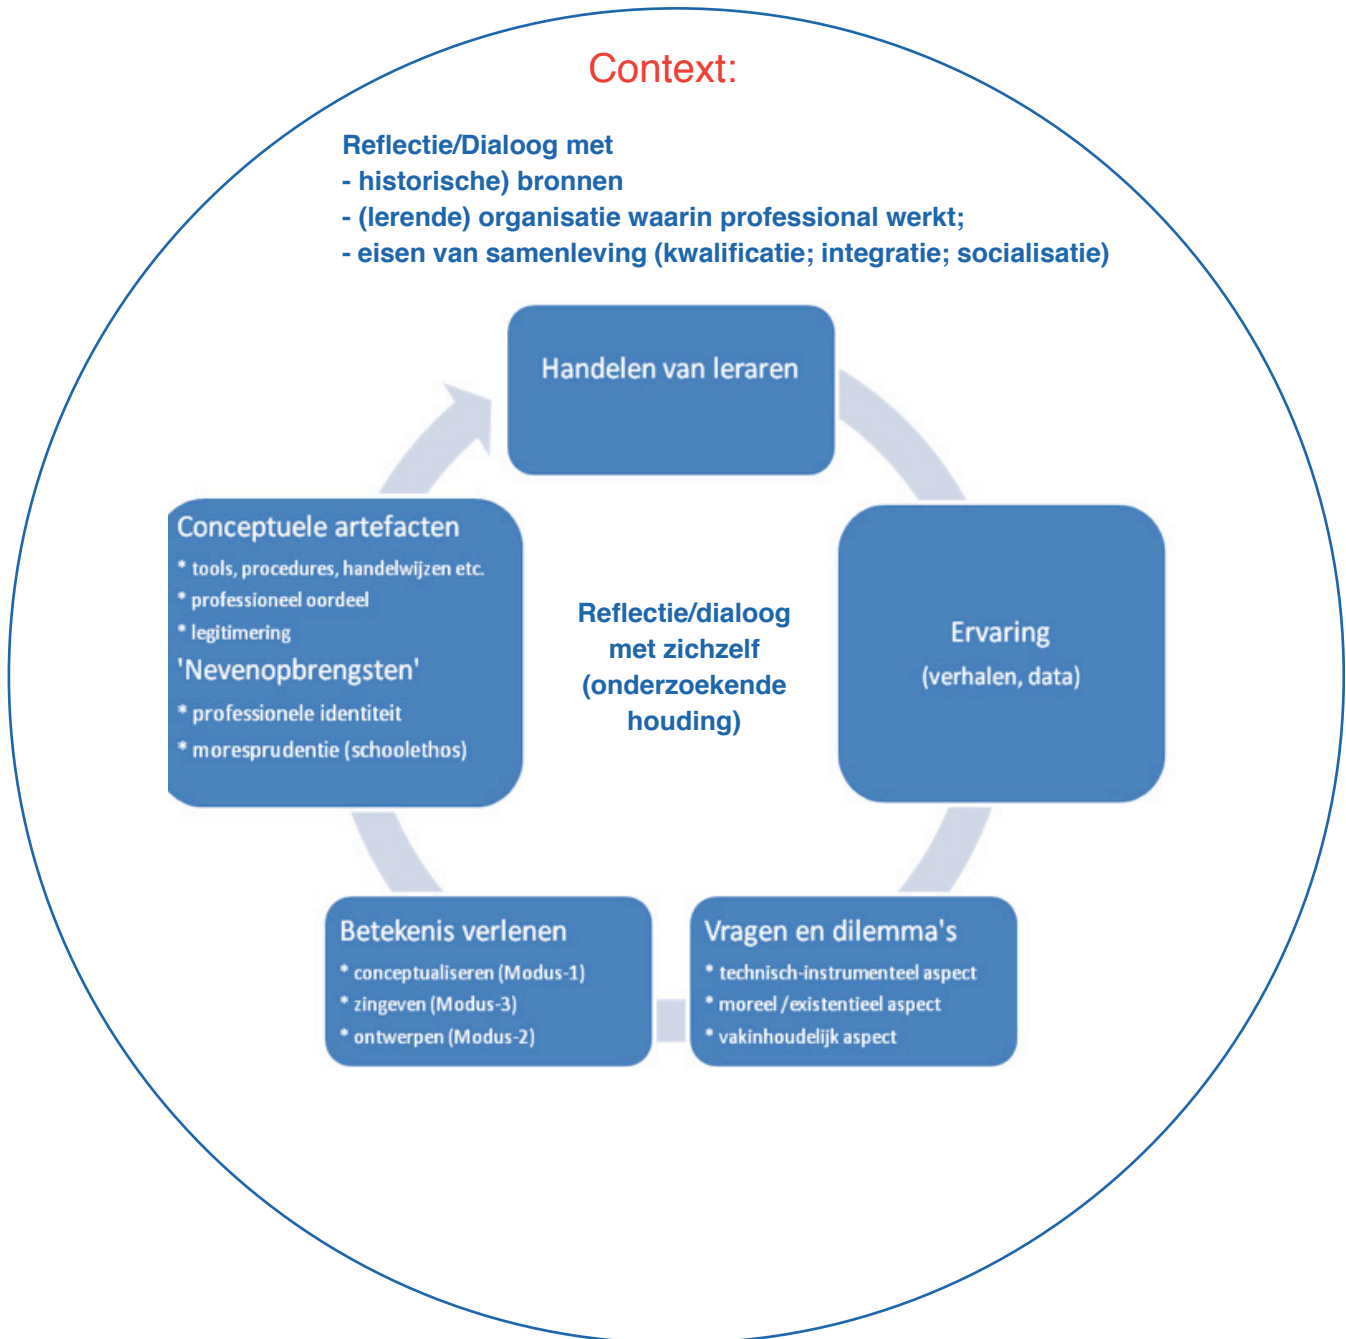 Context:
Reflectie/Dialoog met
- historische) bronnen
- (lerende) organisatie waarin professional werkt;
- eisen van samenleving (kwalificatie; integratie; socialisatie)
Handelen van leraren
Conceptuele artefacten
* tools, procedures, handelwijzen etc.
* professioneel oordeel
* legitimering
'Nevenopbrengsten'
* professionele identiteit
* moresprudentie (schoolethos)
Reflectie/dialoog
met zichzelf
(onderzoekende
houding)
Ervaring
(verhalen, data)
Betekenis verlenen
* conceptualiseren (Modus-1)
* zingeven (Modus-3)
* ontwerpen (Modus-2)
Vragen en dilemma's
* technisch-instrumenteel aspect
* moreel /existentieel aspect
* vakinhoudelijk aspect